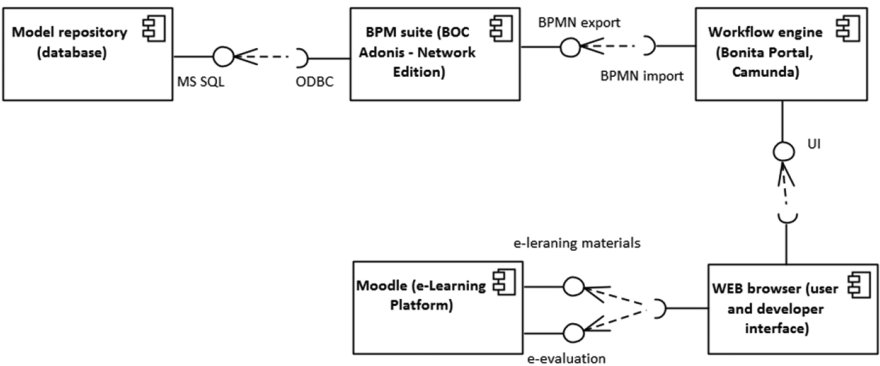 Model repository
(database)
MS SQL
ODBC
BPM suite (BOC
Adonis - Network
Edition)
BPMN export
BPMN import
Workflow engine
(Bonita Portal,
Camunda)
UI
e-leraning materials
Moodle (e-Learning
Platform)
e-evaluation
WEB browser (user
and developer
interface)